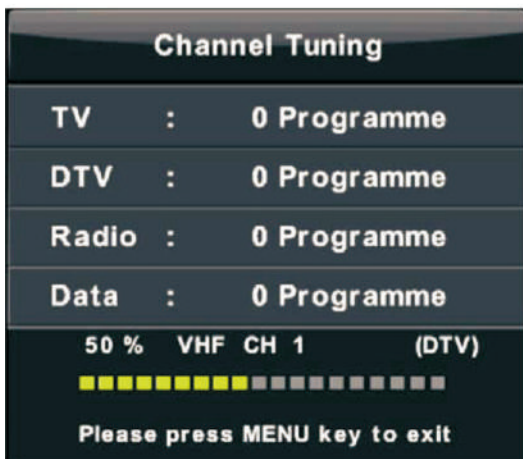 Channel Tuning
TV : 0 Programme
DTV : 0 Programme
Radio : 0 Programme
Data : 0 Programme
50 % VHF CH 1 (DTV)
Please press MENU key to exit